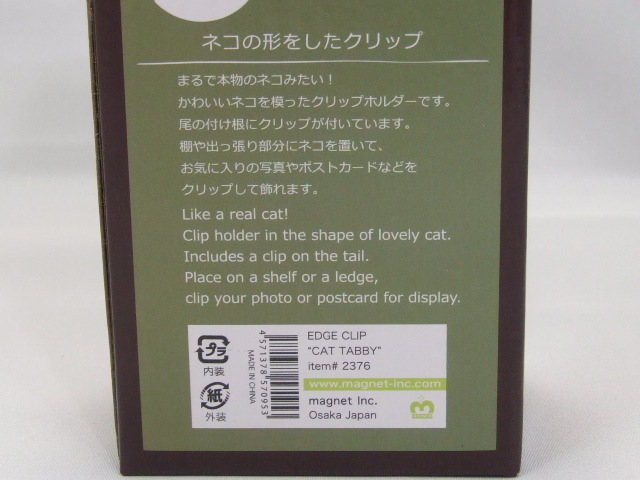 ネコの形をしたクリップ
まるで本物のネコみたい！
かわいいネコを模ったクリップホルダーです。
尾の付け根にクリップが付いています。
棚や出っ張り部分にネコを置いて、
お気に入りの写真やポストカードなどを
クリップして飾れます。
Like a real cat!
Clip holder in the shape of lovely cat.
Includes a clip on the tail.
Place on a shelf or a ledge,
clip your photo or postcard for display.
プラ
内装
紙
外装
4571378570953
MADE IN CHINA
EDGE CLIP
"CAT TABBY"
item# 2376
www.magnet-inc.com
magnet Inc.
Osaka Japan